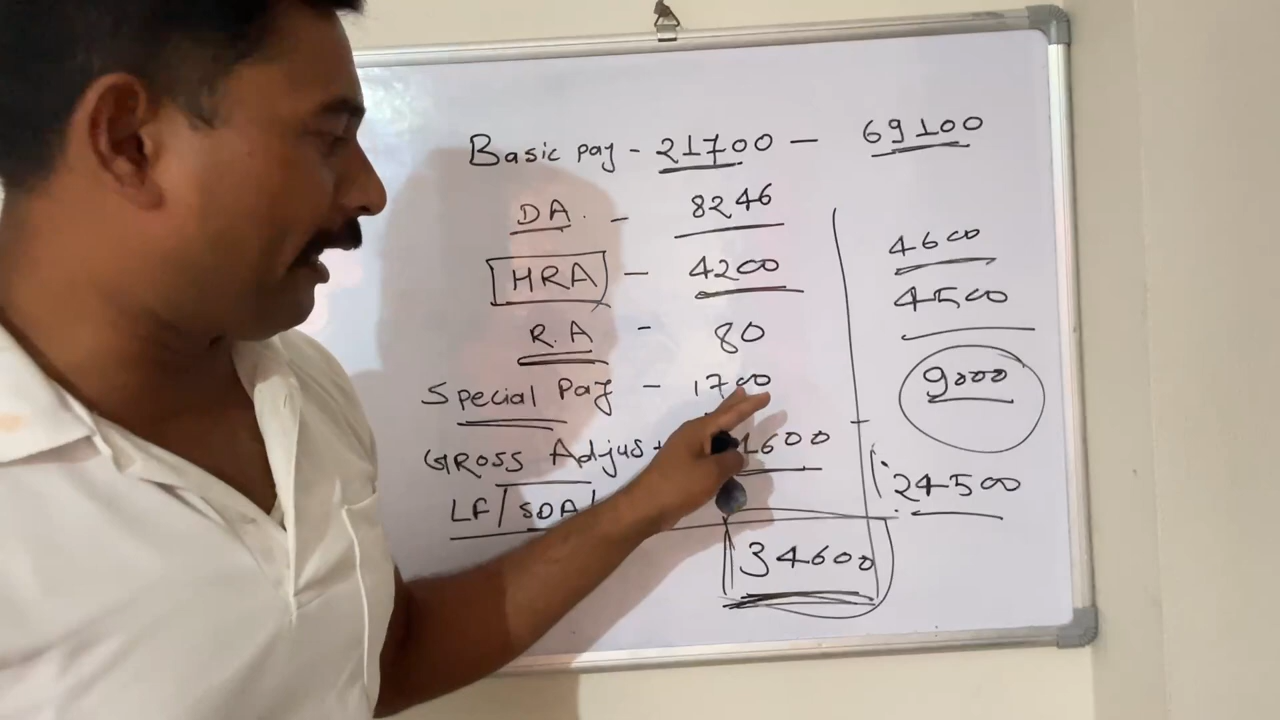 Basic pay - 21700 - 69100
DA. - 8246
HRA - 4200
R.A - 80
Special Pay - 1700
GROSS Adjust 1600
LF/SDA/
34600
4600
4500
9000
24500